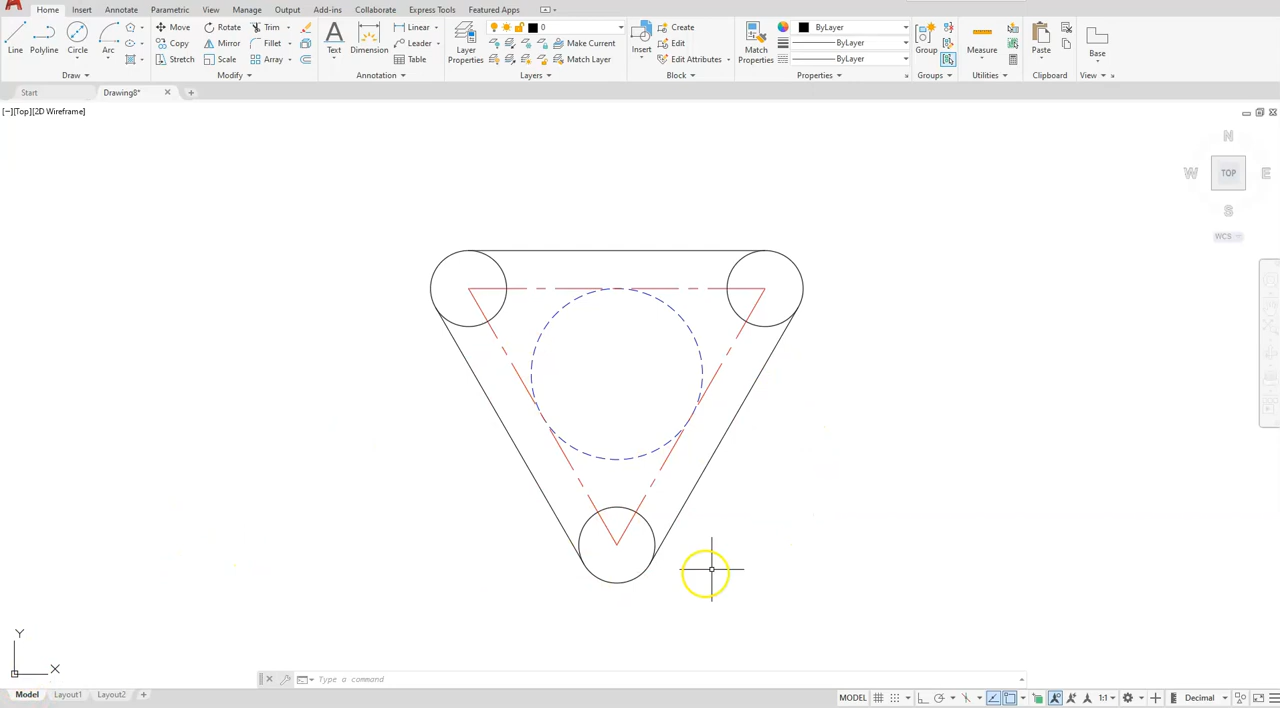 Home Insert Annotate Parametric View Manage Output Add-ins Collaborate Express Tools Featured Apps
Line Polyline Circle Arc Move Rotate Trim Text Dimension Linear Layer Properties 0 Insert Create Match Properties ByLayer Group Measure Paste Base
Copy Mirror Fillet Leader Make Current Edit ByLayer
Stretch Scale Array Table Match Layer Edit Attributes ByLayer
Draw Modify Annotation Layers Block Properties Groups Utilities Clipboard View
Start Drawing8*
[−][Top][2D Wireframe]
N
W TOP E
S
WCS
Y
X
Type a command
Model Layout1 Layout2 MODEL 1:1 Decimal